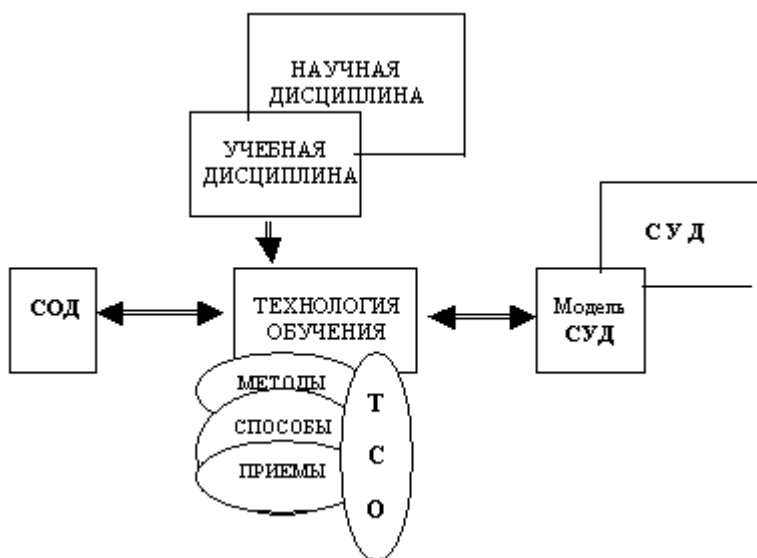 НАУЧНАЯ
ДИСЦИПЛИНА
УЧЕБНАЯ
ДИСЦИПЛИНА
СУД
СОД
ТЕХНОЛОГИЯ
ОБУЧЕНИЯ
Модель
СУД
МЕТОДЫ
СПОСОБЫ
ПРИЕМЫ
Т
С
О